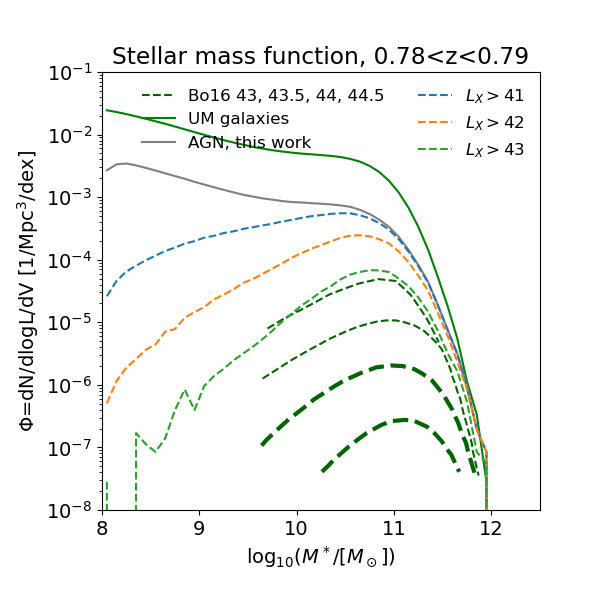 Stellar mass function, 0.78<z<0.79
Bo16 43, 43.5, 44, 44.5
UM galaxies
AGN, this work
L_X > 41
L_X > 42
L_X > 43
Φ=dN/dlogL/dV [1/Mpc³/dex]
10⁻¹
10⁻²
10⁻³
10⁻⁴
10⁻⁵
10⁻⁶
10⁻⁷
10⁻⁸
8 9 10 11 12
log₁₀(M*/[M_⊙])